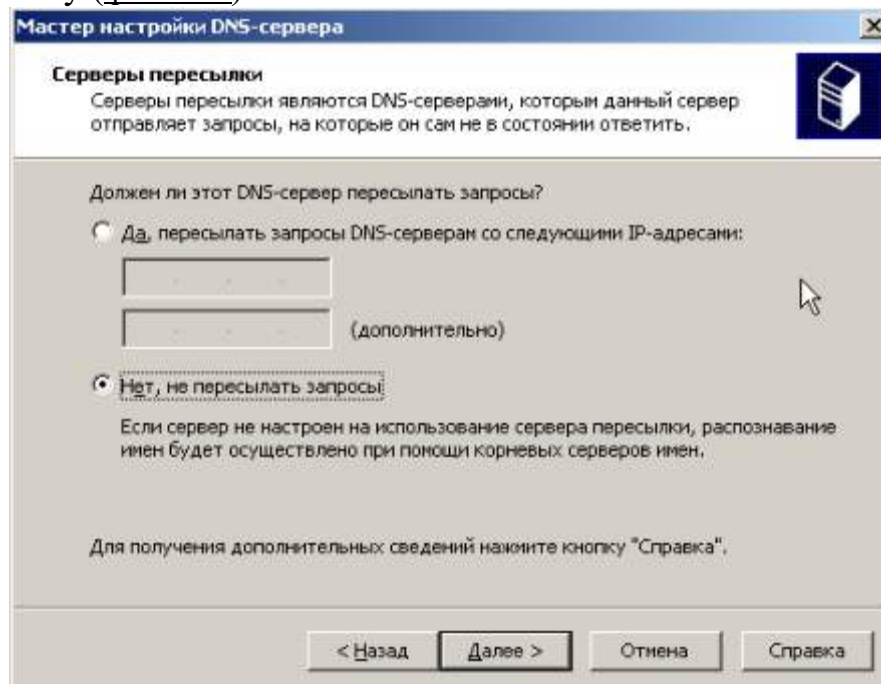 Мастер настройки DNS-сервера
Серверы пересылки
Серверы пересылки являются DNS-серверами, которым данный сервер
отправляет запросы, на которые он сам не в состоянии ответить.
Должен ли этот DNS-сервер пересылать запросы?
Да, пересылать запросы DNS-серверам со следующими IP-адресами:
(дополнительно)
Нет, не пересылать запросы
Если сервер не настроен на использование сервера пересылки, распознавание
имен будет осуществлено при помощи корневых серверов имен.
Для получения дополнительных сведений нажмите кнопку "Справка".
< Назад Далее > Отмена Справка